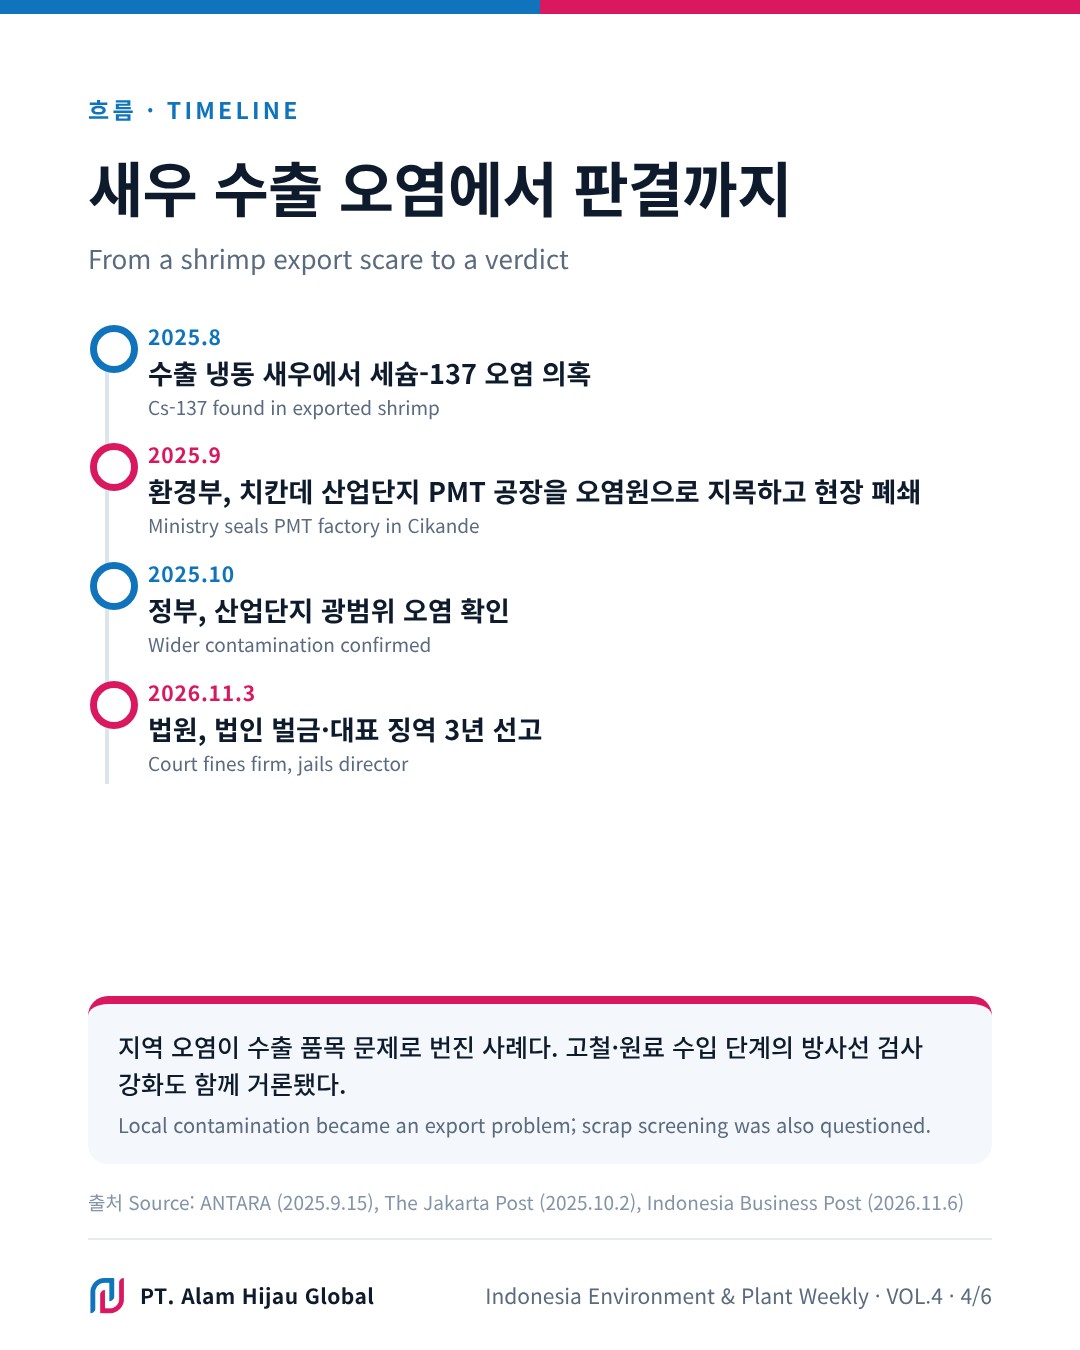 흐름 · TIMELINE
새우 수출 오염에서 판결까지
From a shrimp export scare to a verdict
2025.8
수출 냉동 새우에서 세슘-137 오염 의혹
Cs-137 found in exported shrimp
2025.9
환경부, 치칸데 산업단지 PMT 공장을 오염원으로 지목하고 현장 폐쇄
Ministry seals PMT factory in Cikande
2025.10
정부, 산업단지 광범위 오염 확인
Wider contamination confirmed
2026.11.3
법원, 법인 벌금·대표 징역 3년 선고
Court fines firm, jails director
지역 오염이 수출 품목 문제로 번진 사례다. 고철·원료 수입 단계의 방사선 검사
강화도 함께 거론됐다.
Local contamination became an export problem; scrap screening was also questioned.
출처 Source: ANTARA (2025.9.15), The Jakarta Post (2025.10.2), Indonesia Business Post (2026.11.6)
PT. Alam Hijau Global
Indonesia Environment & Plant Weekly · VOL.4 · 4/6